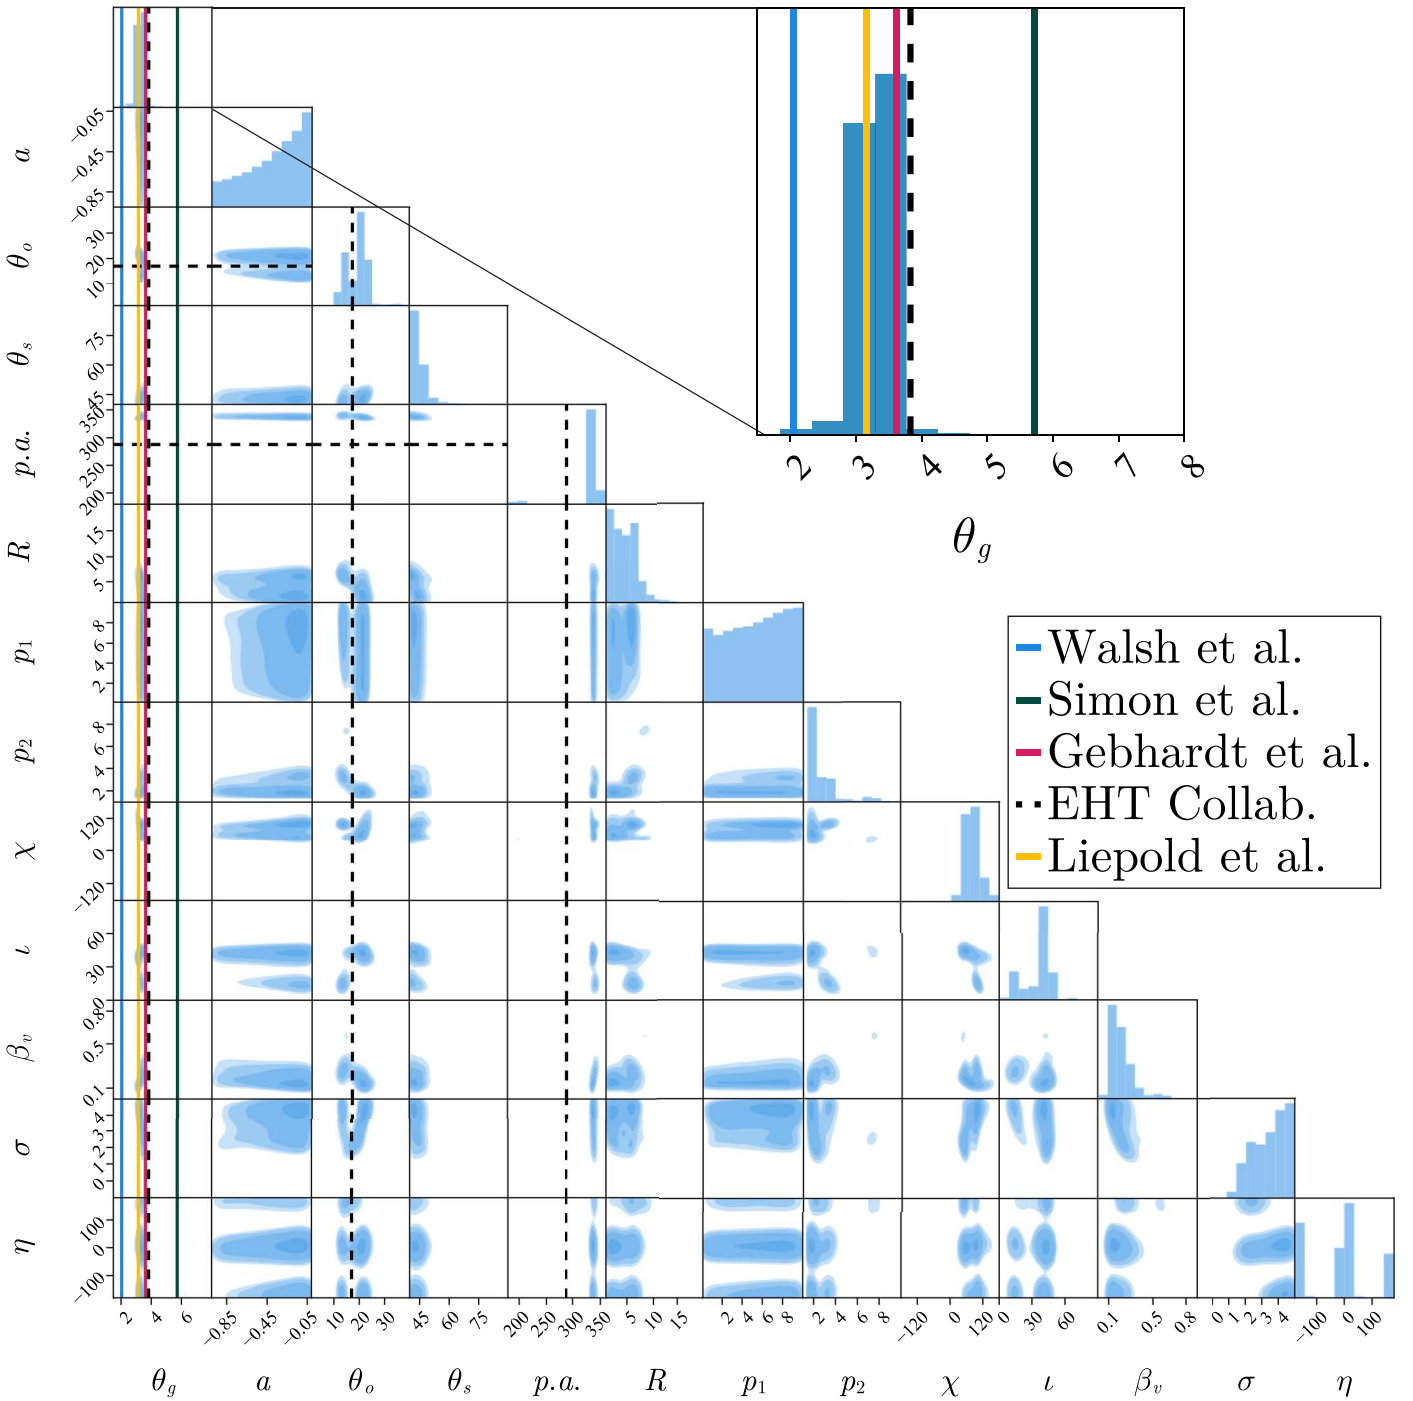 a
−0.05
−0.45
−0.85
θo
30
20
10
θs
75
60
45
p.a.
350
300
250
200
R
15
10
5
p1
8
6
4
2
p2
8
6
4
2
χ
120
0
−120
ι
60
30
0
βv
0.8
0.5
0.1
σ
4
3
2
1
0
η
100
0
−100
2
3
4
5
6
7
8
θg
Walsh et al.
Simon et al.
Gebhardt et al.
EHT Collab.
Liepold et al.
2 4 6 −0.85 −0.45 −0.05 10 20 30 45 60 75 200 250 300 350 5 10 15 2 4 6 8 2 4 6 8 −120 0 120 0 30 60 0.1 0.5 0.8 0 1 2 3 4 −100 0 100
θg a θo θs p.a. R p1 p2 χ ι βv σ η